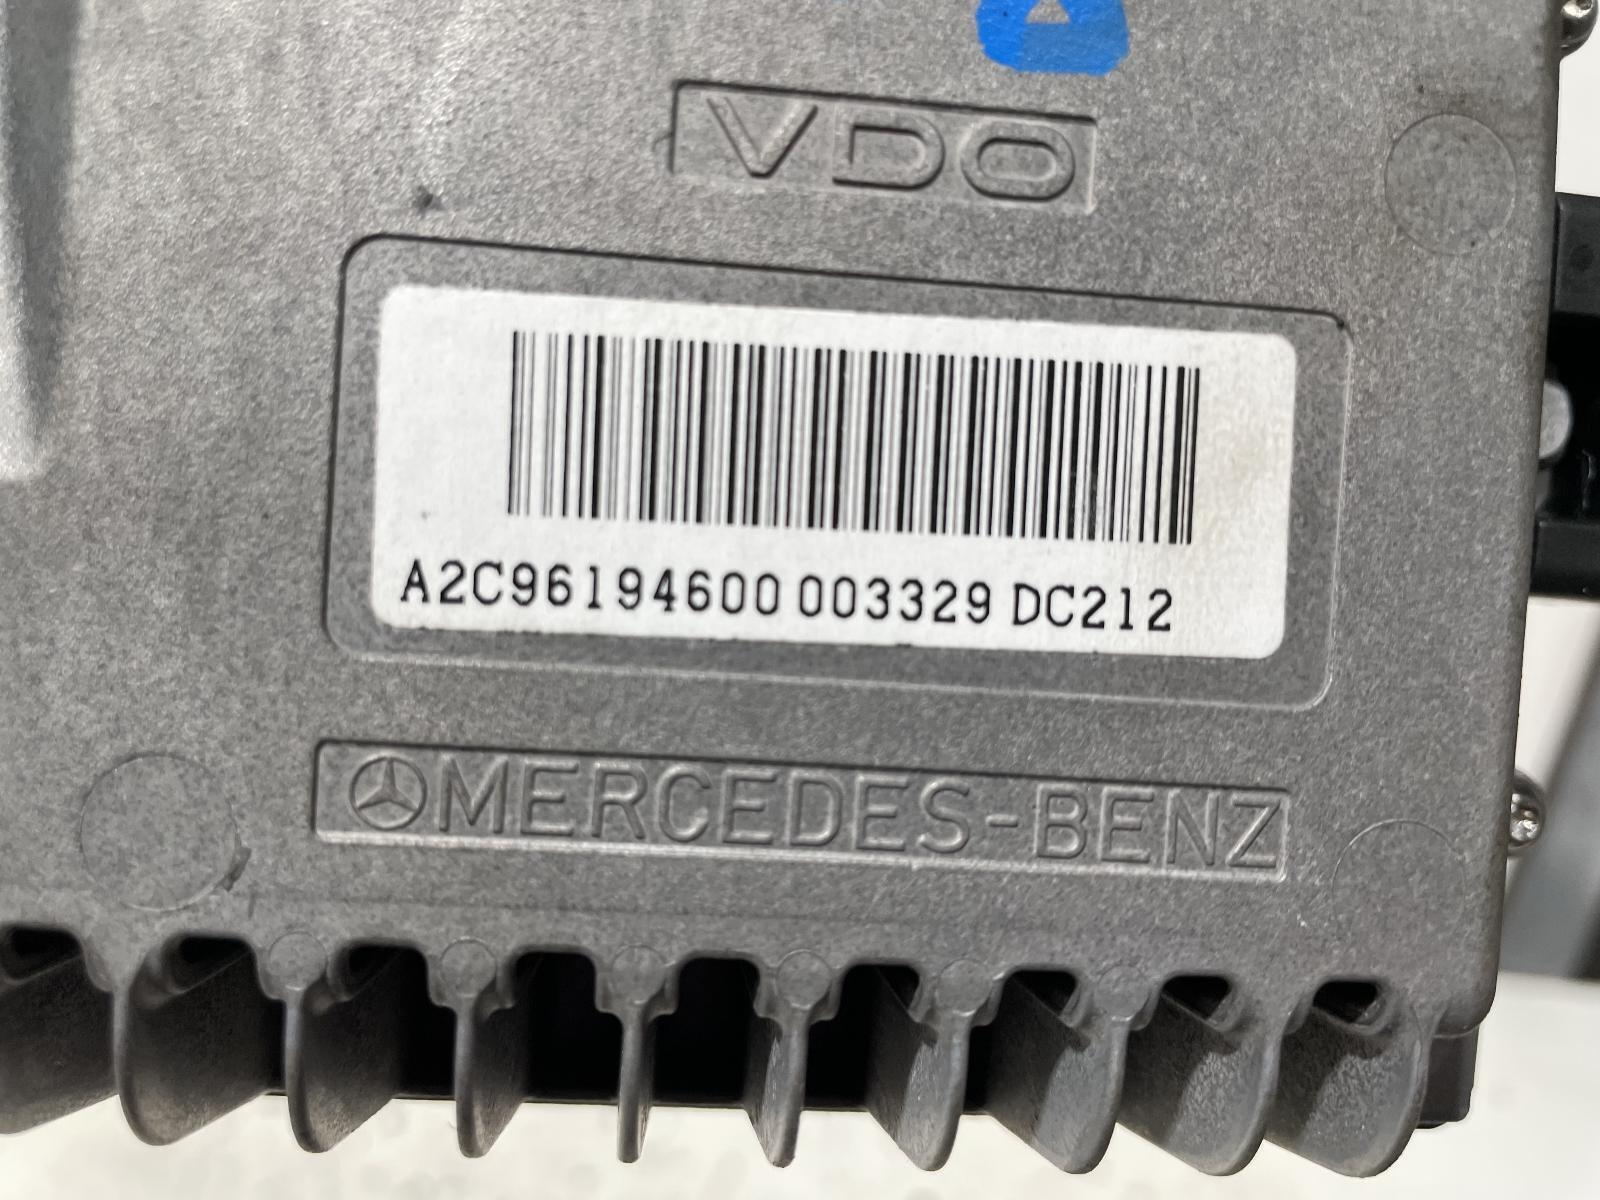 VDO
A2C96194600 003329 DC212
MERCEDES-BENZ